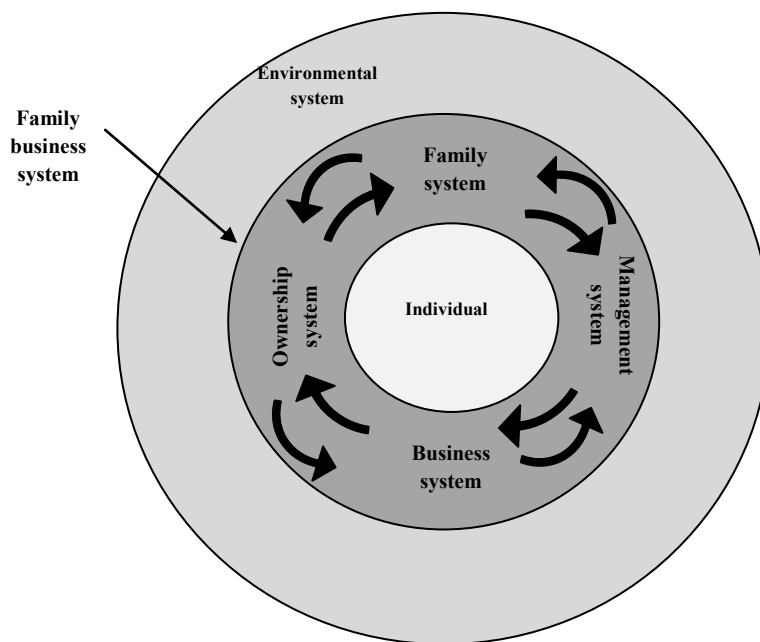 Environmental
system
Family
business
system
Family
system
Management
system
Ownership
system
Individual
Business
system